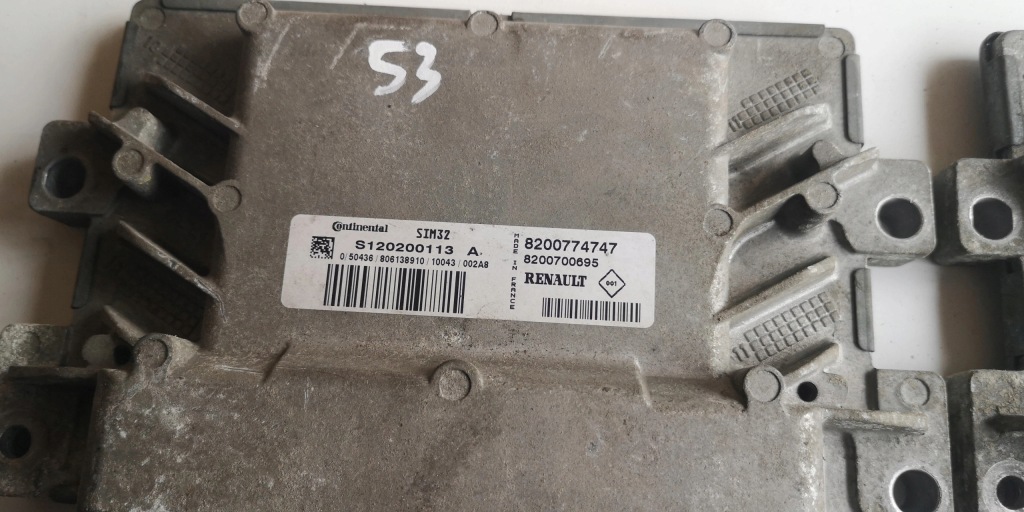 53
Continental SIM32
S120200113 A.
0/50436/806138910/10043/002A8
MADE IN FRANCE
8200774747
8200700695
RENAULT
001